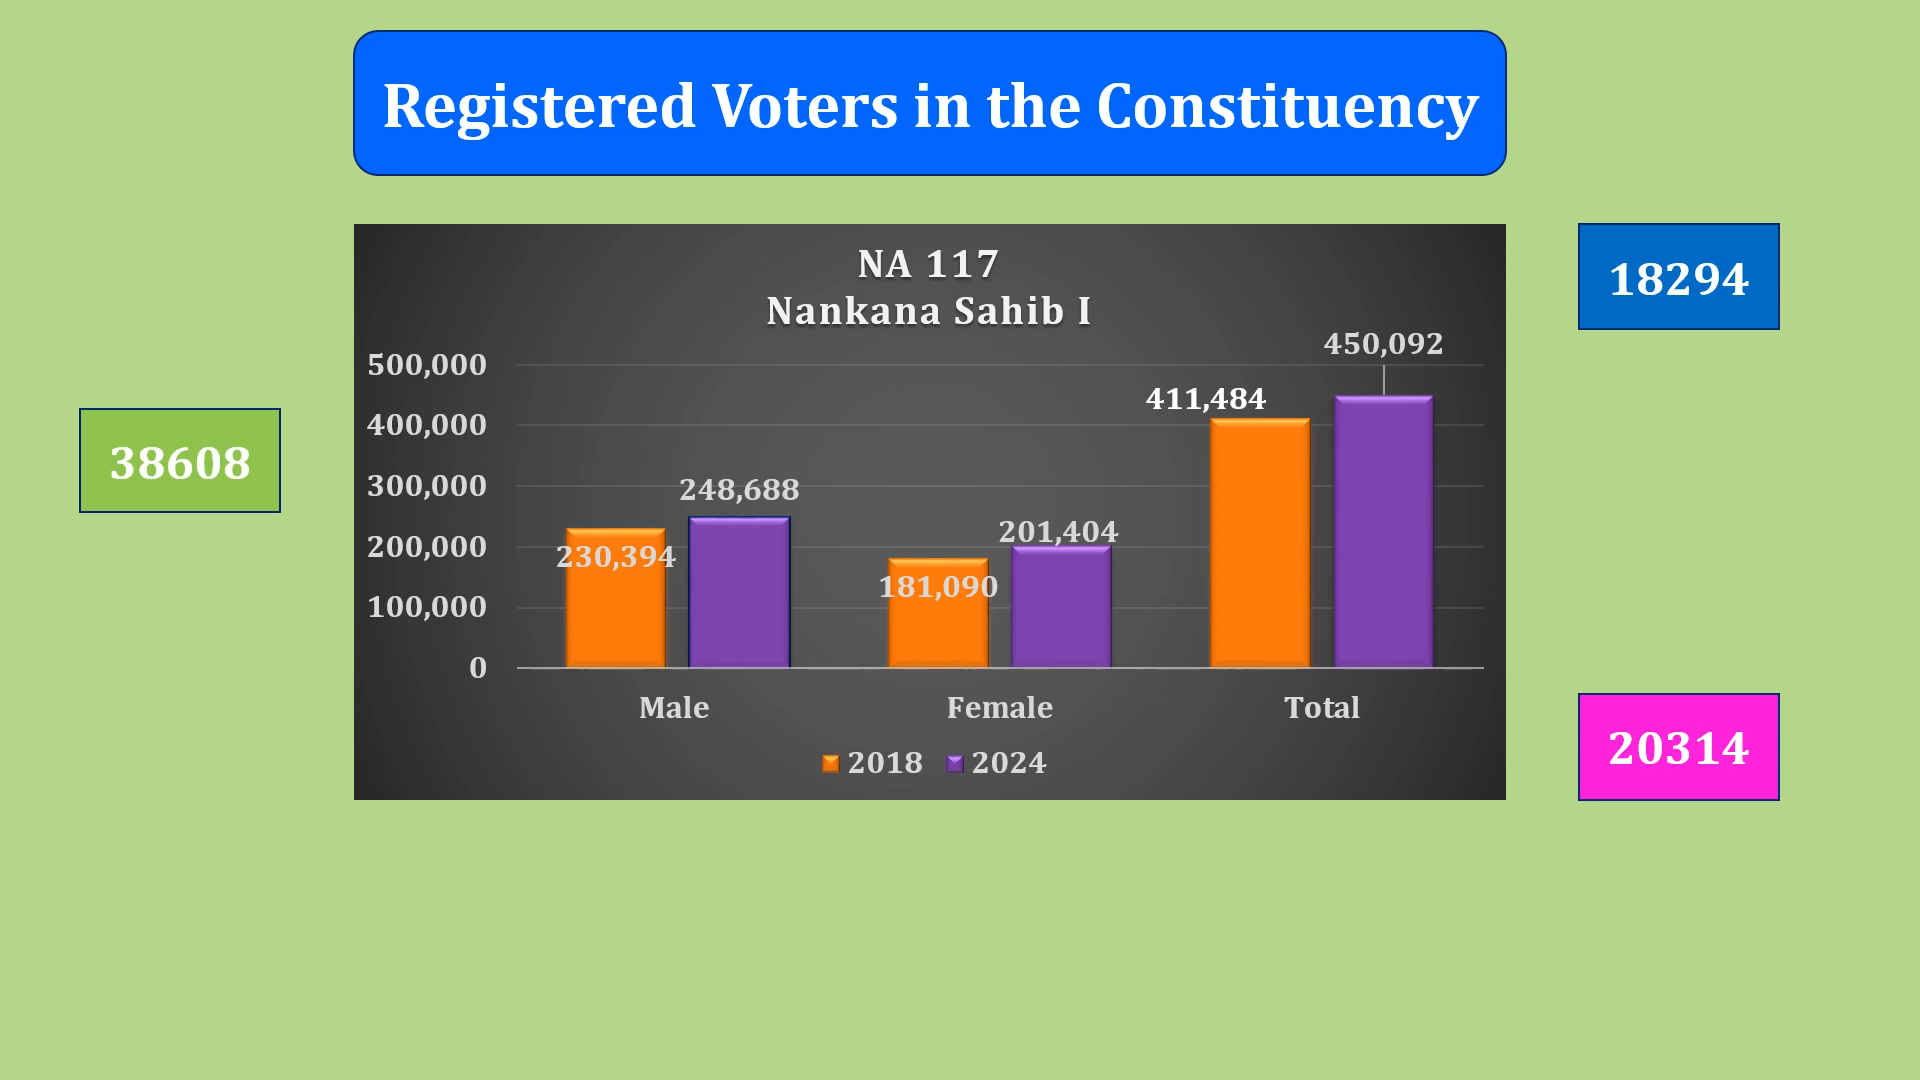 Registered Voters in the Constituency
NA 117
Nankana Sahib I
500,000
400,000
300,000
200,000
100,000
0
230,394
248,688
181,090
201,404
411,484
450,092
Male
Female
Total
2018
2024
38608
18294
20314